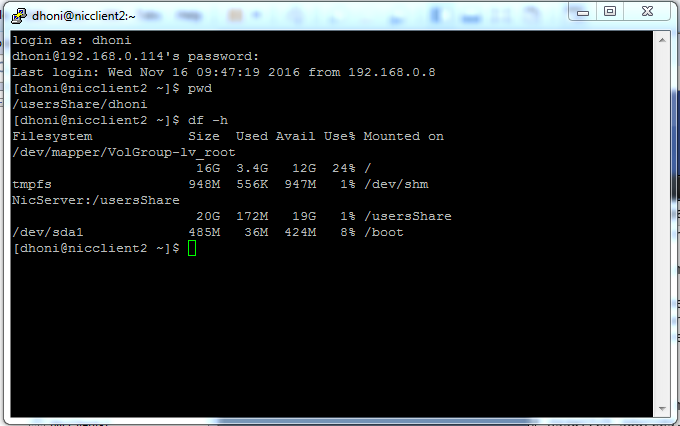 dhoni@nicclient2:~
login as: dhoni
dhoni@192.168.0.114's password:
Last login: Wed Nov 16 09:47:19 2016 from 192.168.0.8
[dhoni@nicclient2 ~]$ pwd
/usersShare/dhoni
[dhoni@nicclient2 ~]$ df -h
Filesystem            Size  Used Avail Use% Mounted on
/dev/mapper/VolGroup-lv_root
                       16G  3.4G   12G  24% /
tmpfs                 948M  556K  947M   1% /dev/shm
NicServer:/usersShare
                       20G  172M   19G   1% /usersShare
/dev/sda1             485M   36M  424M   8% /boot
[dhoni@nicclient2 ~]$